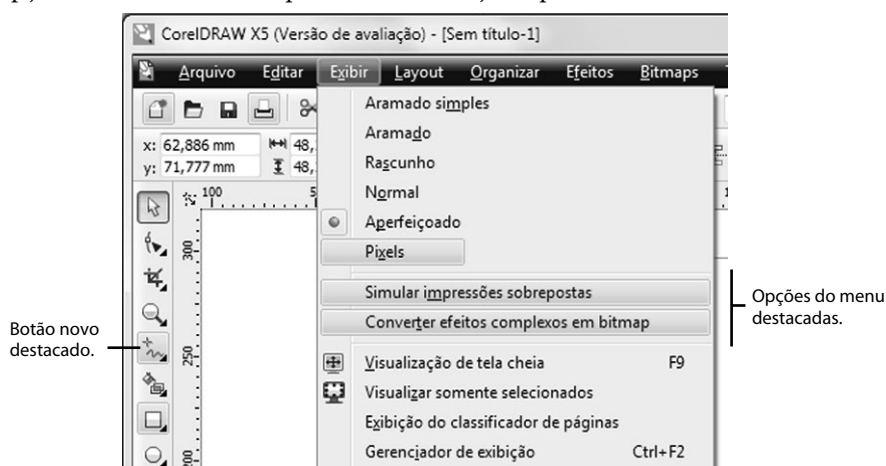 CorelDRAW X5 (Versão de avaliação) - [Sem título-1]
Arquivo Editar Exibir Layout Organizar Efeitos Bitmaps
Aramado simples
x: 62,886 mm 48,
Aramado
y: 71,777 mm 48,
Rascunho
100
Normal
Aperfeiçoado
300
Pixels
Simular impressões sobrepostas
Opções do menu
destacadas.
Converter efeitos complexos em bitmap
Botão novo
destacado.
250
Visualização de tela cheia F9
Visualizar somente selecionados
Exibição do classificador de páginas
Gerenciador de exibição Ctrl+F2
200